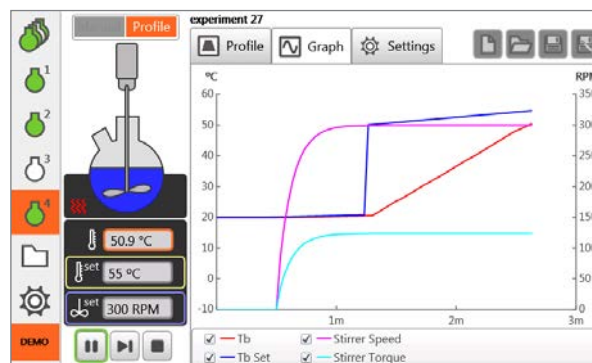 experiment 27
Profile
Profile Graph Settings
1
2
3
4
DEMO
50.9 °C
set 55 °C
set 300 RPM
ºC RPM
60
50
40
30
20
10
0
-10
350
300
250
200
150
100
50
0
1m 2m 3m
Tb Stirrer Speed
Tb Set Stirrer Torque